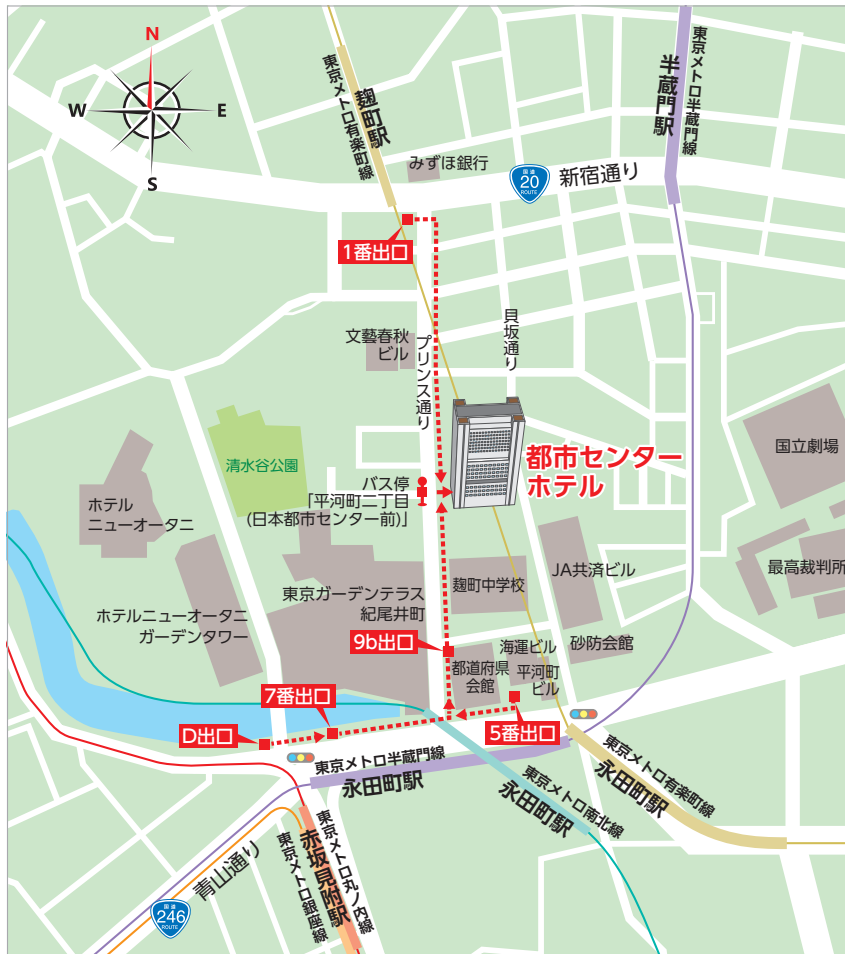 N
W
E
S
東京メトロ有楽町線
麹町駅
みずほ銀行
国道
20
ROUTE
新宿通り
半蔵門駅
東京メトロ半蔵門線
1番出口
文藝春秋
ビル
プリンス通り
貝坂通り
都市センター
ホテル
国立劇場
清水谷公園
バス停
「平河町二丁目
(日本都市センター前)」
ホテル
ニューオータニ
麹町中学校
JA共済ビル
最高裁判所
東京ガーデンテラス
紀尾井町
ホテルニューオータニ
ガーデンタワー
9b出口
海運ビル
砂防会館
都道府県
会館
平河町
ビル
7番出口
D出口
5番出口
東京メトロ半蔵門線
永田町駅
東京メトロ南北線
永田町駅
東京メトロ有楽町線
永田町駅
青山通り
国道
246
ROUTE
東京メトロ銀座線
赤坂見附駅
東京メトロ丸ノ内線